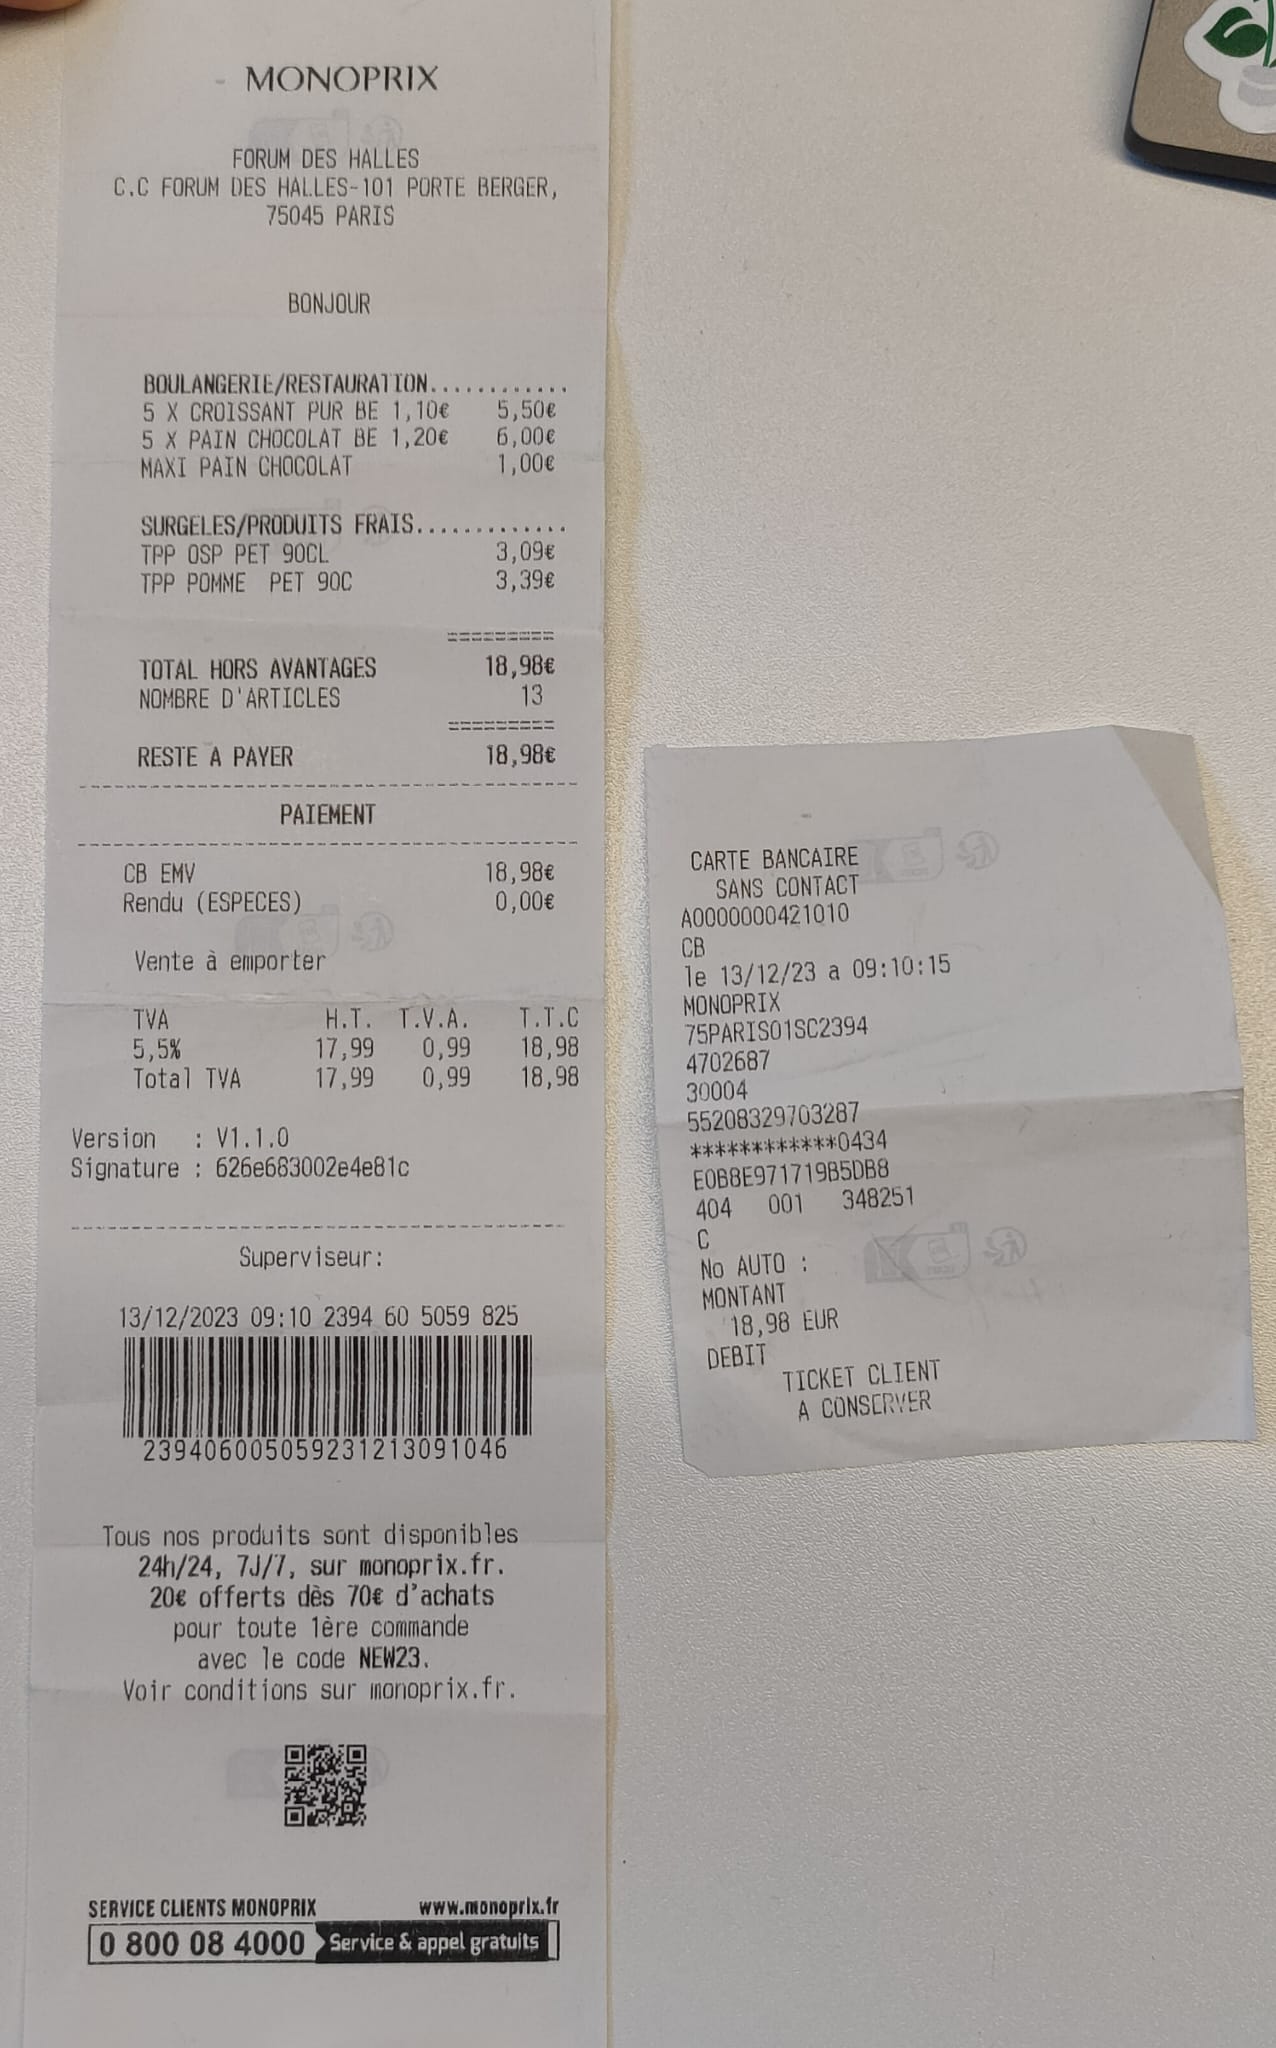 MONOPRIX
FORUM DES HALLES
C.C FORUM DES HALLES-101 PORTE BERGER,
75045 PARIS
BONJOUR
BOULANGERIE/RESTAURATION............
5 X CROISSANT PUR BE 1,10€ 5,50€
5 X PAIN CHOCOLAT BE 1,20€ 6,00€
MAXI PAIN CHOCOLAT 1,00€
SURGELES/PRODUITS FRAIS.............
TPP OSP PET 90CL 3,09€
TPP POMME PET 90C 3,39€
=========
TOTAL HORS AVANTAGES 18,98€
NOMBRE D'ARTICLES 13
=========
RESTE A PAYER 18,98€
PAIEMENT
CB EMV 18,98€
Rendu (ESPECES) 0,00€
Vente à emporter
TVA H.T. T.V.A. T.T.C
5,5% 17,99 0,99 18,98
Total TVA 17,99 0,99 18,98
Version : V1.1.0
Signature : 626e683002e4e81c
Superviseur:
13/12/2023 09:10 2394 60 5059 825
23940600505923121309​1046
Tous nos produits sont disponibles
24h/24, 7J/7, sur monoprix.fr.
20€ offerts dès 70€ d'achats
pour toute 1ère commande
avec le code NEW23.
Voir conditions sur monoprix.fr.
SERVICE CLIENTS MONOPRIX www.monoprix.fr
0 800 08 4000 Service & appel gratuits
CARTE BANCAIRE
SANS CONTACT
A0000000421010
CB
le 13/12/23 a 09:10:15
MONOPRIX
75PARIS01SC2394
4702687
30004
55208329703287
************0434
E0B8E971719B5DB8
404 001 348251
C
No AUTO :
MONTANT
18,98 EUR
DEBIT
TICKET CLIENT
A CONSERVER